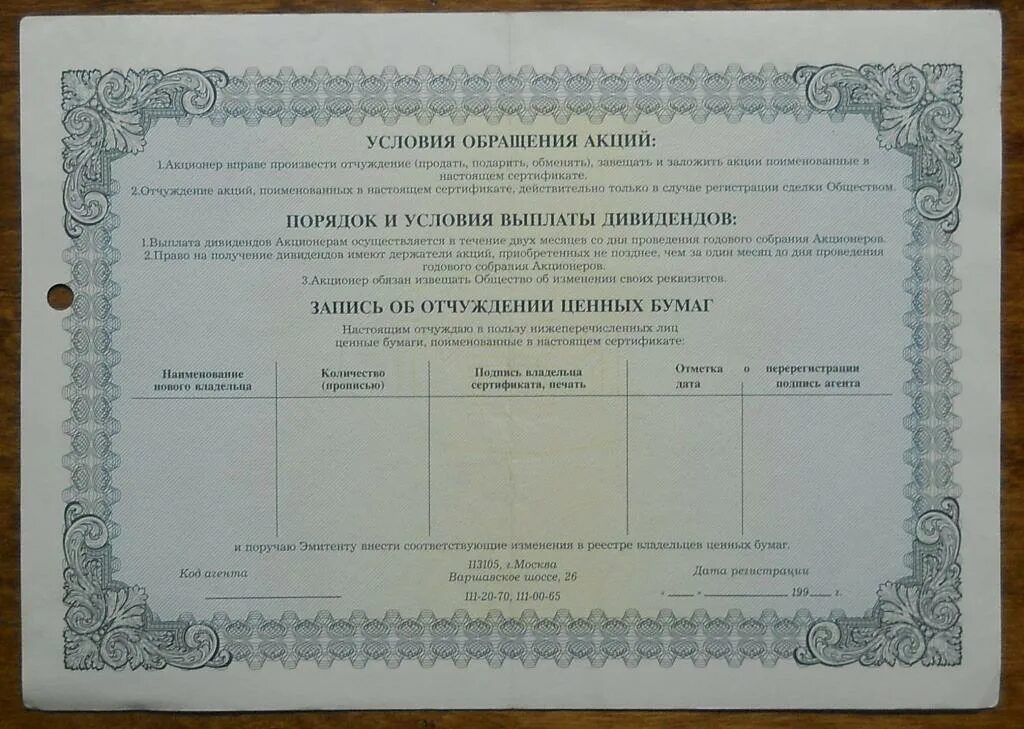 УСЛОВИЯ ОБРАЩЕНИЯ АКЦИЙ:
1.Акционер вправе произвести отчуждение (продать, подарить, обменять), завещать и заложить акции поименованные в
настоящем сертификате.
2.Отчуждение акций, поименованных в настоящем сертификате, действительно только в случае регистрации сделки Обществом.
ПОРЯДОК И УСЛОВИЯ ВЫПЛАТЫ ДИВИДЕНДОВ:
1.Выплата дивидендов Акционерам осуществляется в течение двух месяцев со дня проведения годового собрания Акционеров.
2.Право на получение дивидендов имеют держатели акций, приобретенных не позднее, чем за один месяц до дня проведения
годового собрания Акционеров.
3.Акционер обязан извещать Общество об изменении своих реквизитов.
ЗАПИСЬ ОБ ОТЧУЖДЕНИИ ЦЕННЫХ БУМАГ
Настоящим отчуждаю в пользу нижеперечисленных лиц
ценные бумаги, поименованные в настоящем сертификате:
Наименование
нового владельца
Количество
(прописью)
Подпись владельца
сертификата, печать
Отметка о перерегистрации
дата подпись агента
и поручаю Эмитенту внести соответствующие изменения в реестре владельцев ценных бумаг.
Код агента
113105, г.Москва
Варшавское шоссе, 26
111-20-70, 111-00-65
Дата регистрации
"___" ___________ 199__ г.